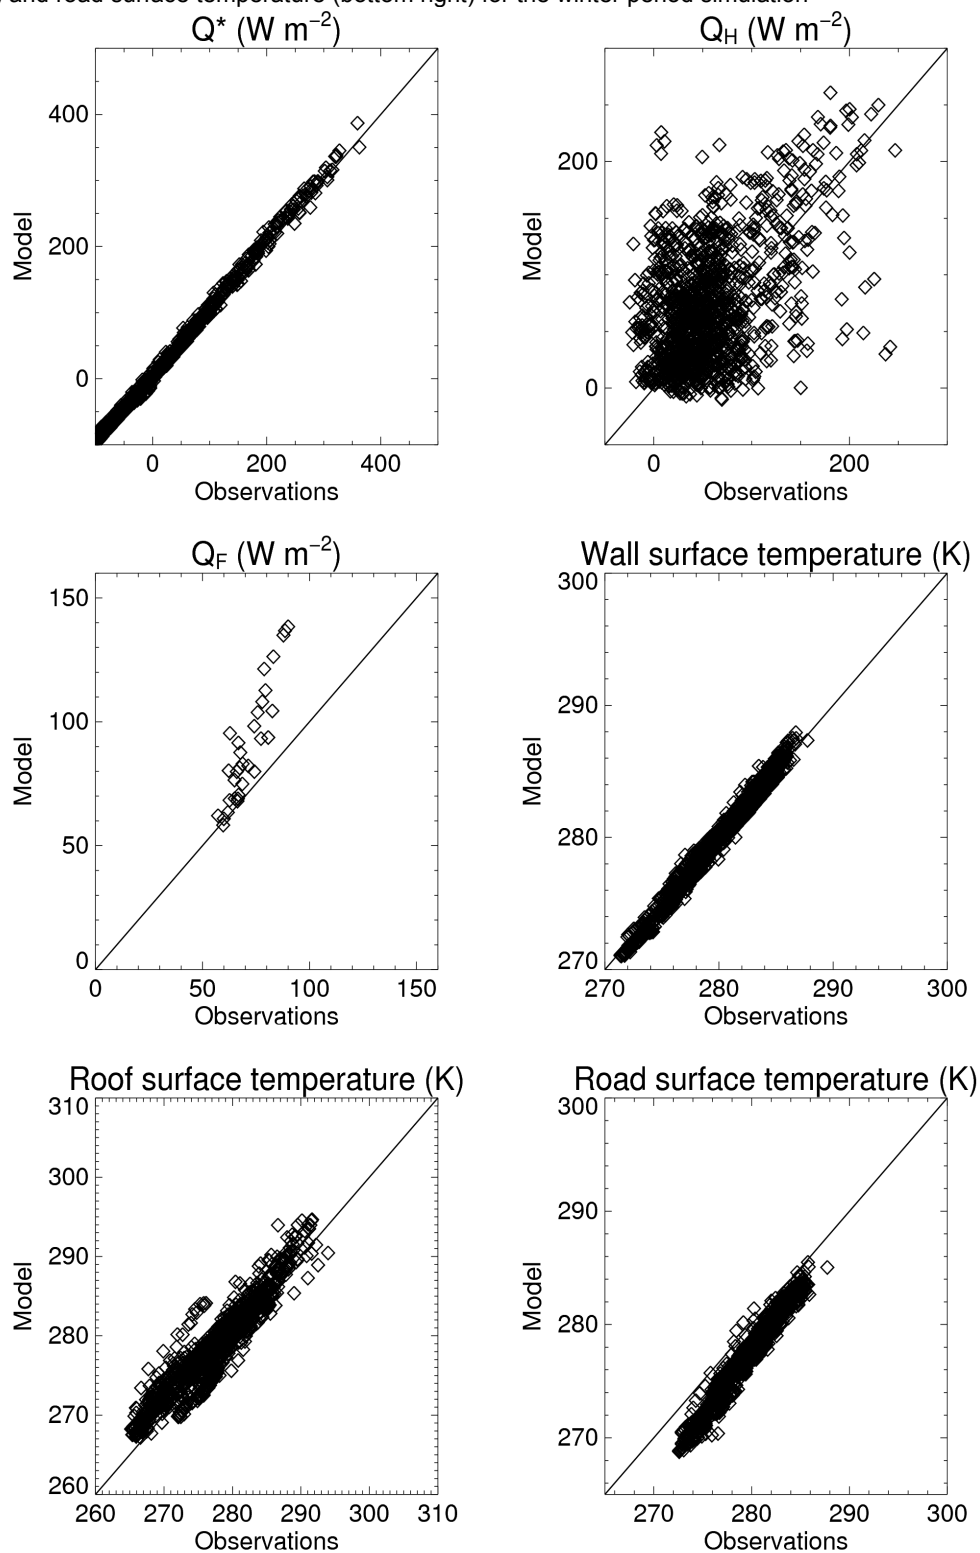 and road surface temperature (bottom right) for the winter period simulation
Q* (W m−2)
400
200
0
Model
0 200 400
Observations
QH (W m−2)
200
0
Model
0 200
Observations
QF (W m−2)
150
100
50
0
Model
0 50 100 150
Observations
Wall surface temperature (K)
300
290
280
270
Model
270 280 290 300
Observations
Roof surface temperature (K)
310
300
290
280
270
260
Model
260 270 280 290 300 310
Observations
Road surface temperature (K)
300
290
280
270
Model
270 280 290 300
Observations